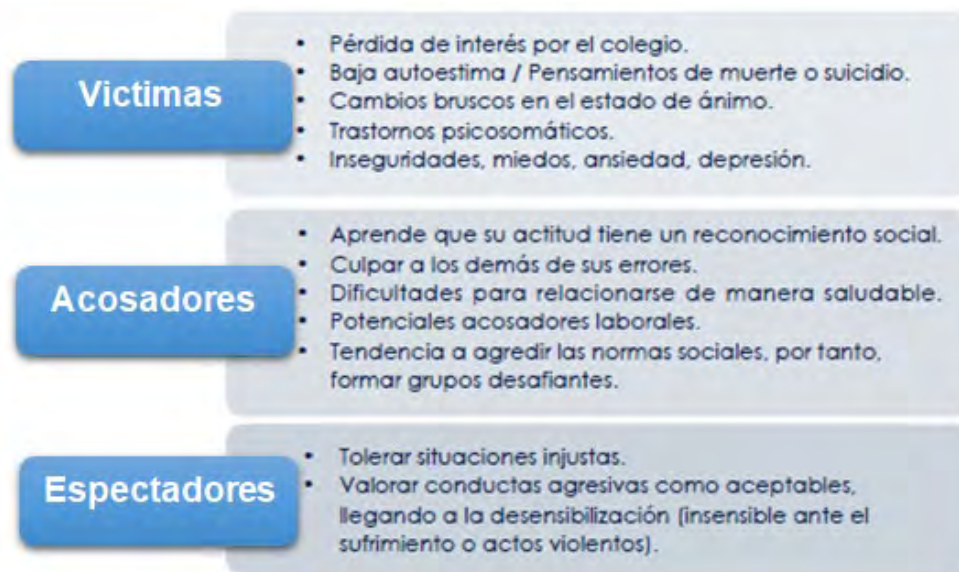 Victimas
• Pérdida de interés por el colegio.
• Baja autoestima / Pensamientos de muerte o suicidio.
• Cambios bruscos en el estado de ánimo.
• Trastornos psicosomáticos.
• Inseguridades, miedos, ansiedad, depresión.
Acosadores
• Aprende que su actitud tiene un reconocimiento social.
• Culpar a los demás de sus errores.
• Dificultades para relacionarse de manera saludable.
• Potenciales acosadores laborales.
• Tendencia a agredir las normas sociales, por tanto,
formar grupos desafiantes.
Espectadores
• Tolerar situaciones injustas.
• Valorar conductas agresivas como aceptables,
llegando a la desensibilización (insensible ante el
sufrimiento o actos violentos).